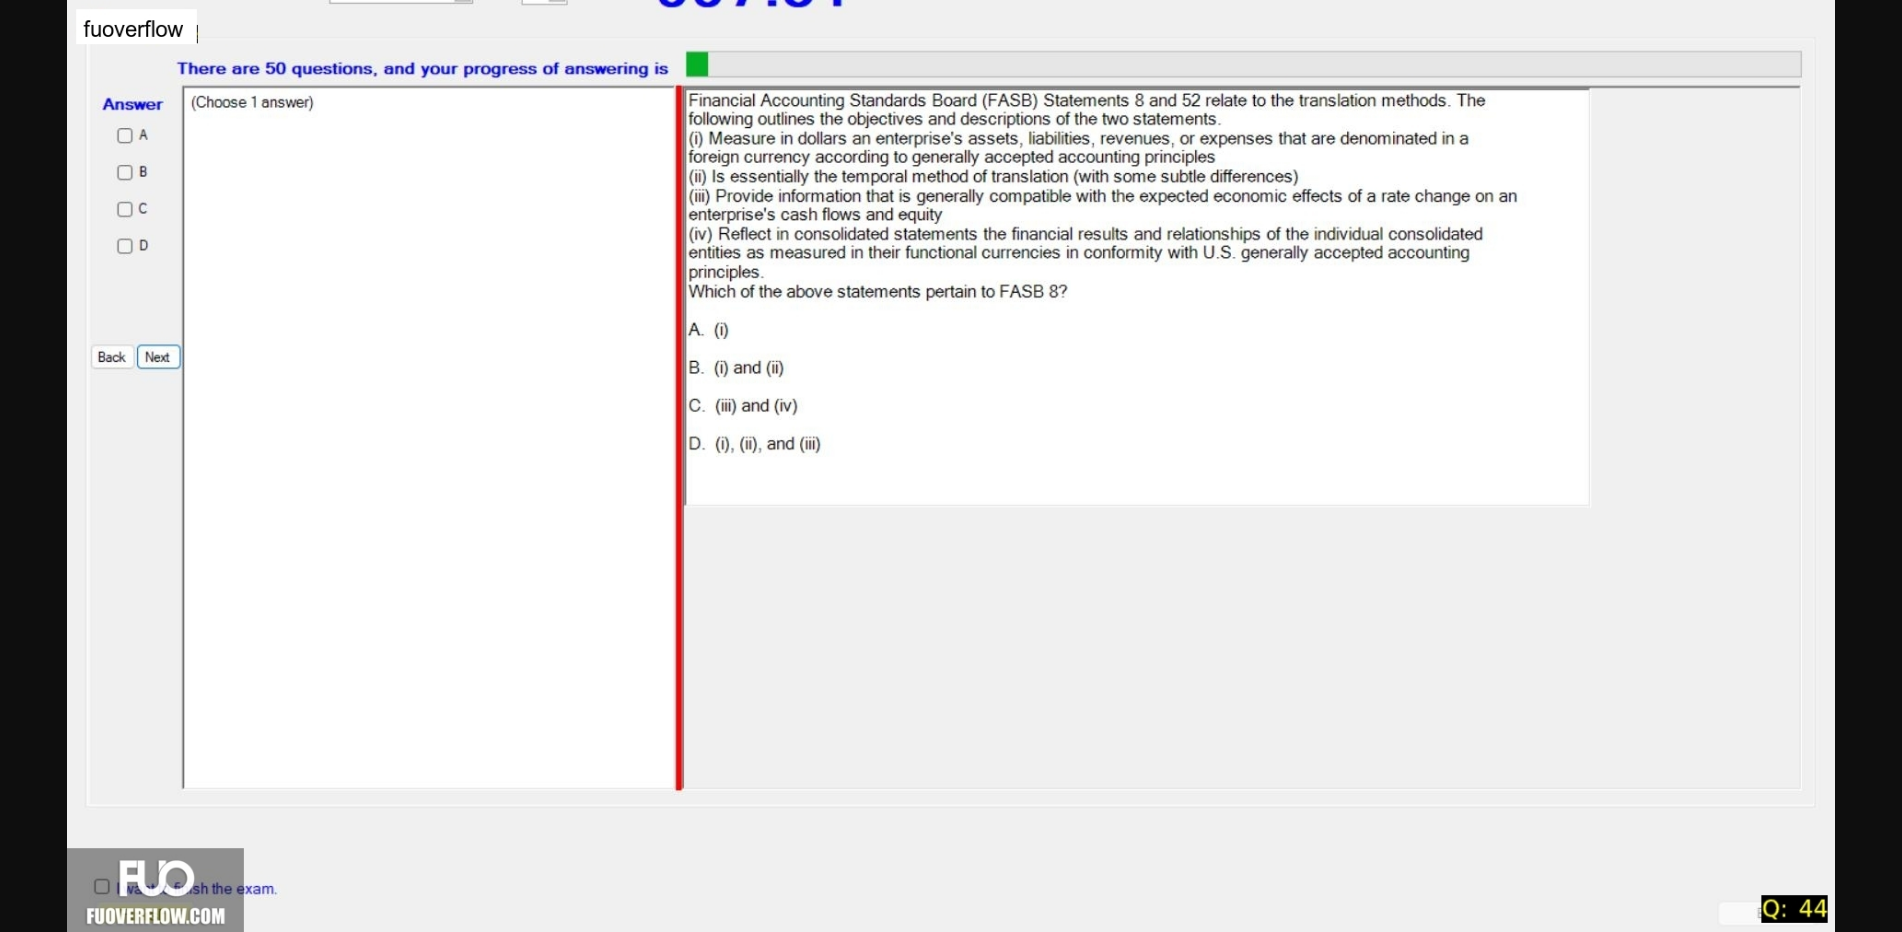 fuoverflow
There are 50 questions, and your progress of answering is
Answer
(Choose 1 answer)
A
B
C
D
Back Next
Financial Accounting Standards Board (FASB) Statements 8 and 52 relate to the translation methods. The
following outlines the objectives and descriptions of the two statements.
(i) Measure in dollars an enterprise's assets, liabilities, revenues, or expenses that are denominated in a
foreign currency according to generally accepted accounting principles
(ii) Is essentially the temporal method of translation (with some subtle differences)
(iii) Provide information that is generally compatible with the expected economic effects of a rate change on an
enterprise's cash flows and equity
(iv) Reflect in consolidated statements the financial results and relationships of the individual consolidated
entities as measured in their functional currencies in conformity with U.S. generally accepted accounting
principles.
Which of the above statements pertain to FASB 8?
A. (i)
B. (i) and (ii)
C. (iii) and (iv)
D. (i), (ii), and (iii)
FUO
the exam.
FUOVERFLOW.COM
Q: 44